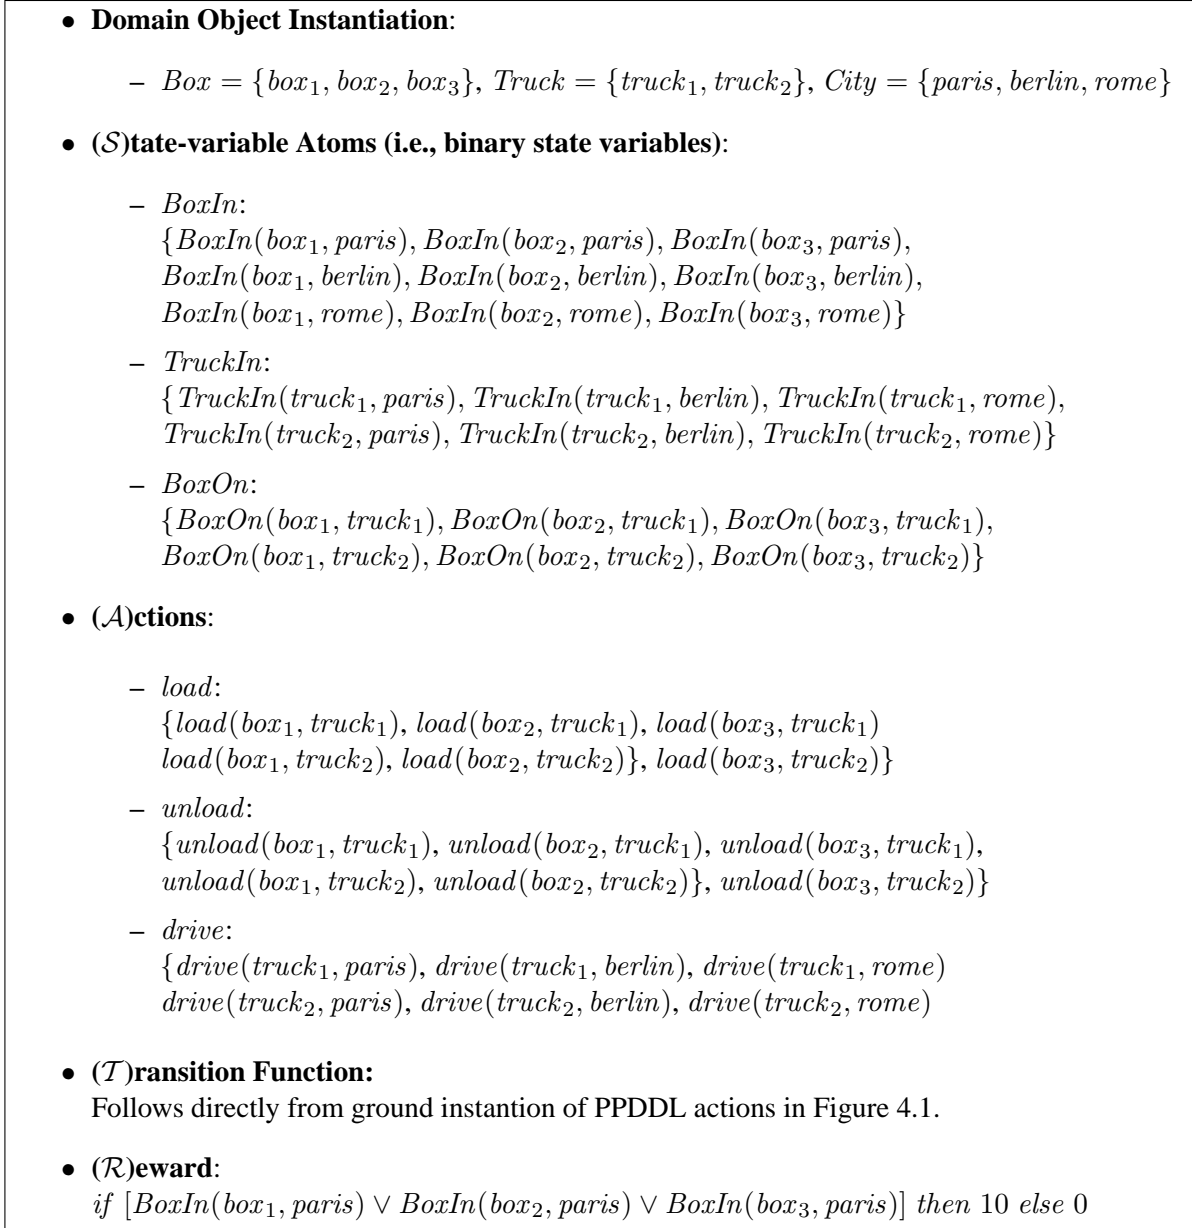 • Domain Object Instantiation:
– Box = {box₁, box₂, box₃}, Truck = {truck₁, truck₂}, City = {paris, berlin, rome}
• (𝒮)tate-variable Atoms (i.e., binary state variables):
– BoxIn:
{BoxIn(box₁, paris), BoxIn(box₂, paris), BoxIn(box₃, paris),
BoxIn(box₁, berlin), BoxIn(box₂, berlin), BoxIn(box₃, berlin),
BoxIn(box₁, rome), BoxIn(box₂, rome), BoxIn(box₃, rome)}
– TruckIn:
{TruckIn(truck₁, paris), TruckIn(truck₁, berlin), TruckIn(truck₁, rome),
TruckIn(truck₂, paris), TruckIn(truck₂, berlin), TruckIn(truck₂, rome)}
– BoxOn:
{BoxOn(box₁, truck₁), BoxOn(box₂, truck₁), BoxOn(box₃, truck₁),
BoxOn(box₁, truck₂), BoxOn(box₂, truck₂), BoxOn(box₃, truck₂)}
• (𝒜)ctions:
– load:
{load(box₁, truck₁), load(box₂, truck₁), load(box₃, truck₁)
load(box₁, truck₂), load(box₂, truck₂)}, load(box₃, truck₂)}
– unload:
{unload(box₁, truck₁), unload(box₂, truck₁), unload(box₃, truck₁),
unload(box₁, truck₂), unload(box₂, truck₂)}, unload(box₃, truck₂)}
– drive:
{drive(truck₁, paris), drive(truck₁, berlin), drive(truck₁, rome)
drive(truck₂, paris), drive(truck₂, berlin), drive(truck₂, rome)
• (𝒯)ransition Function:
Follows directly from ground instantion of PPDDL actions in Figure 4.1.
• (ℛ)eward:
if [BoxIn(box₁, paris) ∨ BoxIn(box₂, paris) ∨ BoxIn(box₃, paris)] then 10 else 0